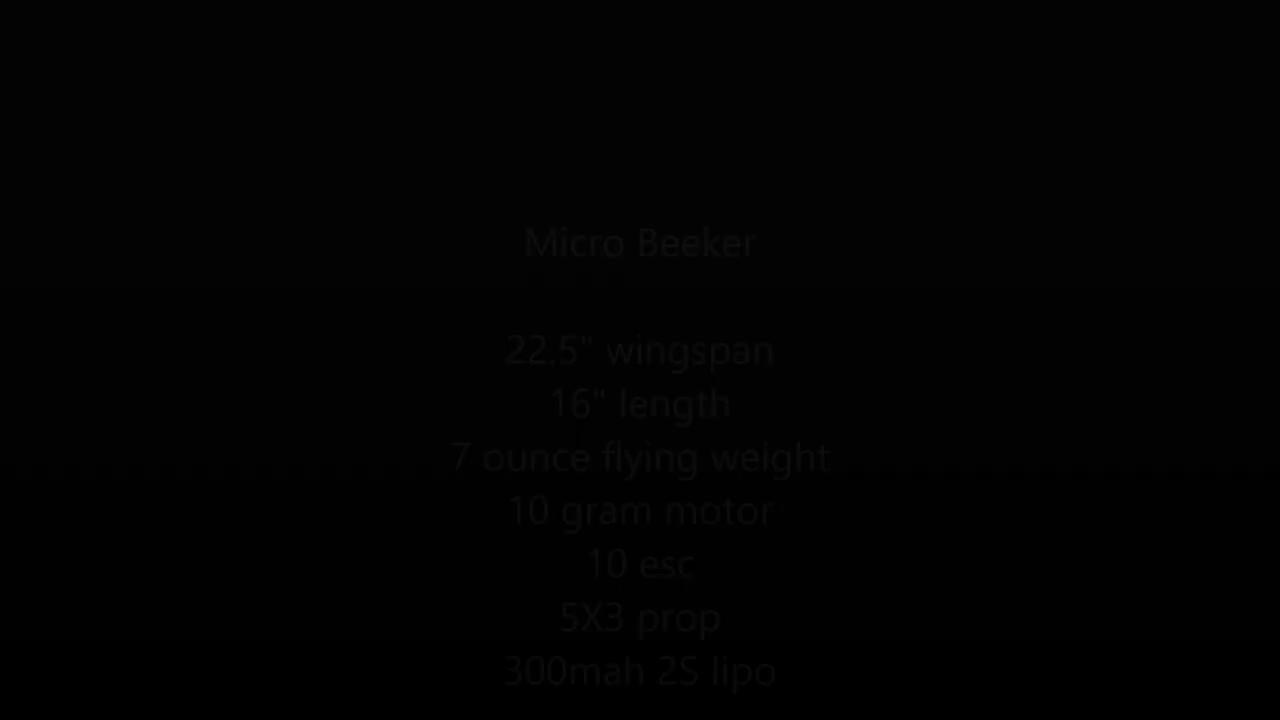 Micro Beeker
22.5" wingspan
16" length
7 ounce flying weight
10 gram motor
10 esc
5X3 prop
300mah 2S lipo